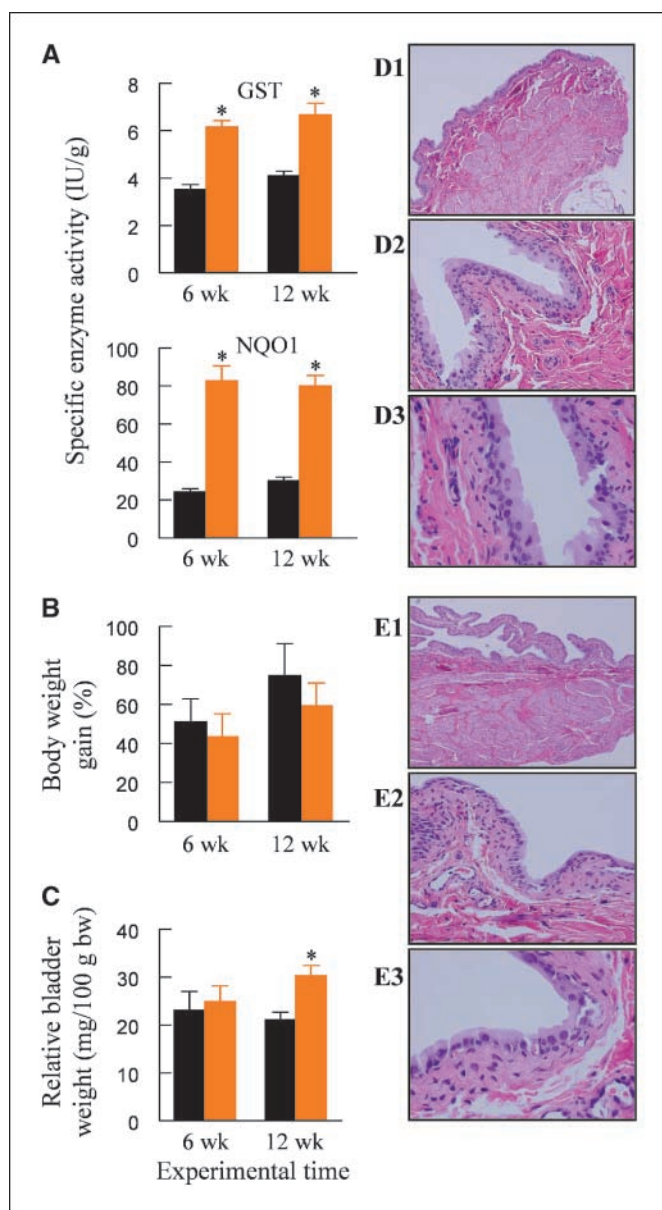 A
GST
Specific enzyme activity (IU/g)
8
6
4
2
0
*
*
6 wk
12 wk
NQO1
100
80
60
40
20
0
*
*
6 wk
12 wk
B
Body weight
gain (%)
100
80
60
40
20
0
6 wk
12 wk
C
Relative bladder
weight (mg/100 g bw)
40
30
20
10
0
*
6 wk
12 wk
Experimental time
D1
D2
D3
E1
E2
E3